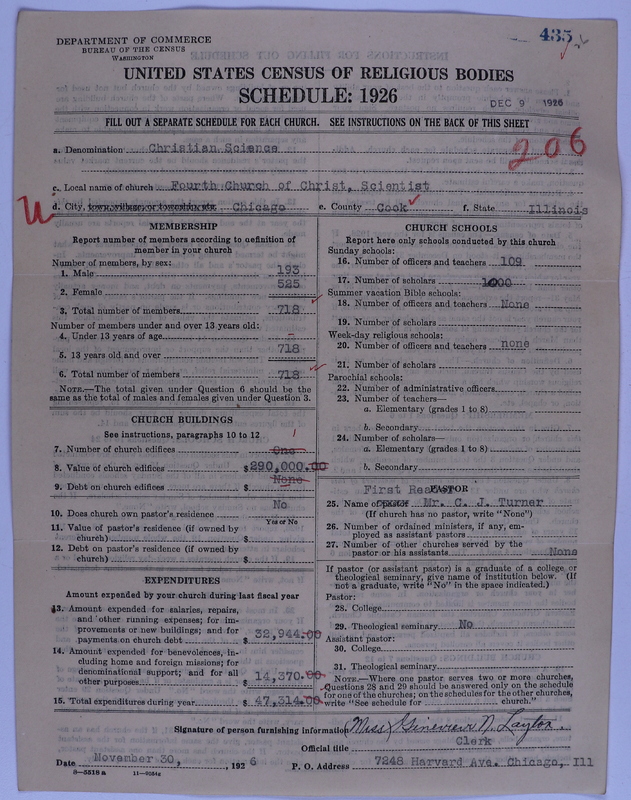 435
DEPARTMENT OF COMMERCE
BUREAU OF THE CENSUS
WASHINGTON
UNITED STATES CENSUS OF RELIGIOUS BODIES
SCHEDULE: 1926
DEC 9 1926
FILL OUT A SEPARATE SCHEDULE FOR EACH CHURCH. SEE INSTRUCTIONS ON THE BACK OF THIS SHEET
206
a. Denomination Christian Science
c. Local name of church Fourth Church of Christ, Scientist
U
d. City, town, village, or township, etc. Chicago e. County Cook f. State Illinois
MEMBERSHIP
Report number of members according to definition of
member in your church
Number of members, by sex:
1. Male 193
2. Female 525
3. Total number of members 718
Number of members under and over 13 years old:
4. Under 13 years of age –
5. 13 years old and over 718
6. Total number of members 718
NOTE.—The total given under Question 6 should be the
same as the total of males and females given under Question 3.
CHURCH BUILDINGS
See instructions, paragraphs 10 to 12
1
7. Number of church edifices One
8. Value of church edifices $290,000.00
9. Debt on church edifices $ None
10. Does church own pastor's residence No
Yes or No
11. Value of pastor's residence (if owned by
church) $
12. Debt on pastor's residence (if owned by
church) $
EXPENDITURES
Amount expended by your church during last fiscal year
13. Amount expended for salaries, repairs,
and other running expenses; for im-
provements or new buildings; and for
payments on church debt $ 32,944.00
14. Amount expended for benevolences, in-
cluding home and foreign missions; for
denominational support; and for all
other purposes $ 14,370.00
15. Total expenditures during year $ 47,314.00
CHURCH SCHOOLS
Report here only schools conducted by this church
Sunday schools:
16. Number of officers and teachers 109
17. Number of scholars 1000
Summer vacation Bible schools:
18. Number of officers and teachers None
19. Number of scholars
Week-day religious schools:
20. Number of officers and teachers none
21. Number of scholars
Parochial schools:
22. Number of administrative officers
23. Number of teachers—
a. Elementary (grades 1 to 8)
b. Secondary
24. Number of scholars—
a. Elementary (grades 1 to 8)
b. Secondary
First Reader PASTOR
25. Name of pastor Mr. C. J. Turner
(If church has no pastor, write "None")
26. Number of ordained ministers, if any, em-
ployed as assistant pastors
27. Number of other churches served by the
pastor or his assistants None
If pastor (or assistant pastor) is a graduate of a college or
theological seminary, give name of institution below. (If
not a graduate, write "No" in the space indicated.)
Pastor:
28. College
29. Theological seminary No
Assistant pastor:
30. College
31. Theological seminary
NOTE.—Where one pastor serves two or more churches,
Questions 28 and 29 should be answered only on the schedule
for one of the churches; on the schedules for the other churches,
write "See schedule for church."
Signature of person furnishing information Miss Genevieve N. Layton.
Official title Clerk
Date November 30, 1926 P. O. Address 7248 Harvard Ave. Chicago, Ill
8—5518 a 11—9084